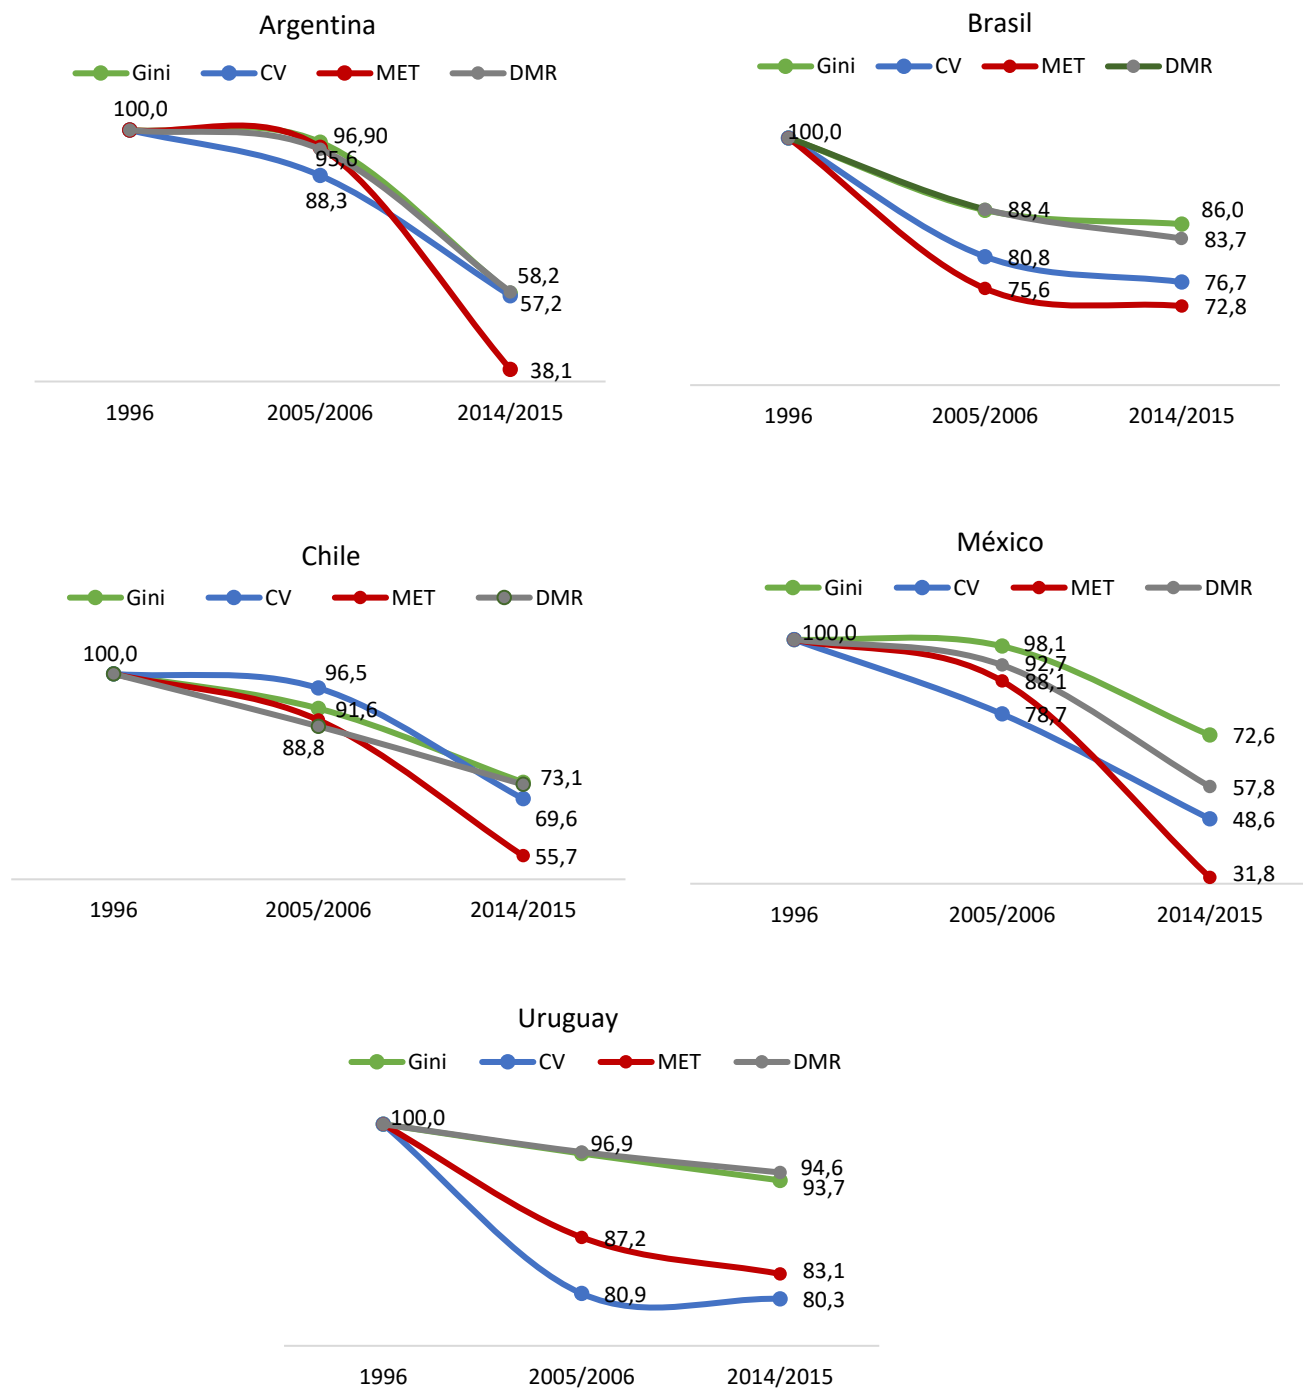 Argentina
Gini CV MET DMR
100,0
96,90
95,6
88,3
58,2
57,2
38,1
1996 2005/2006 2014/2015
Brasil
Gini CV MET DMR
100,0
88,4
86,0
83,7
80,8
76,7
75,6
72,8
1996 2005/2006 2014/2015
Chile
Gini CV MET DMR
100,0
96,5
91,6
88,8
73,1
69,6
55,7
1996 2005/2006 2014/2015
México
Gini CV MET DMR
100,0
98,1
92,7
88,1
78,7
72,6
57,8
48,6
31,8
1996 2005/2006 2014/2015
Uruguay
Gini CV MET DMR
100,0
96,9
94,6
93,7
87,2
83,1
80,9
80,3
1996 2005/2006 2014/2015